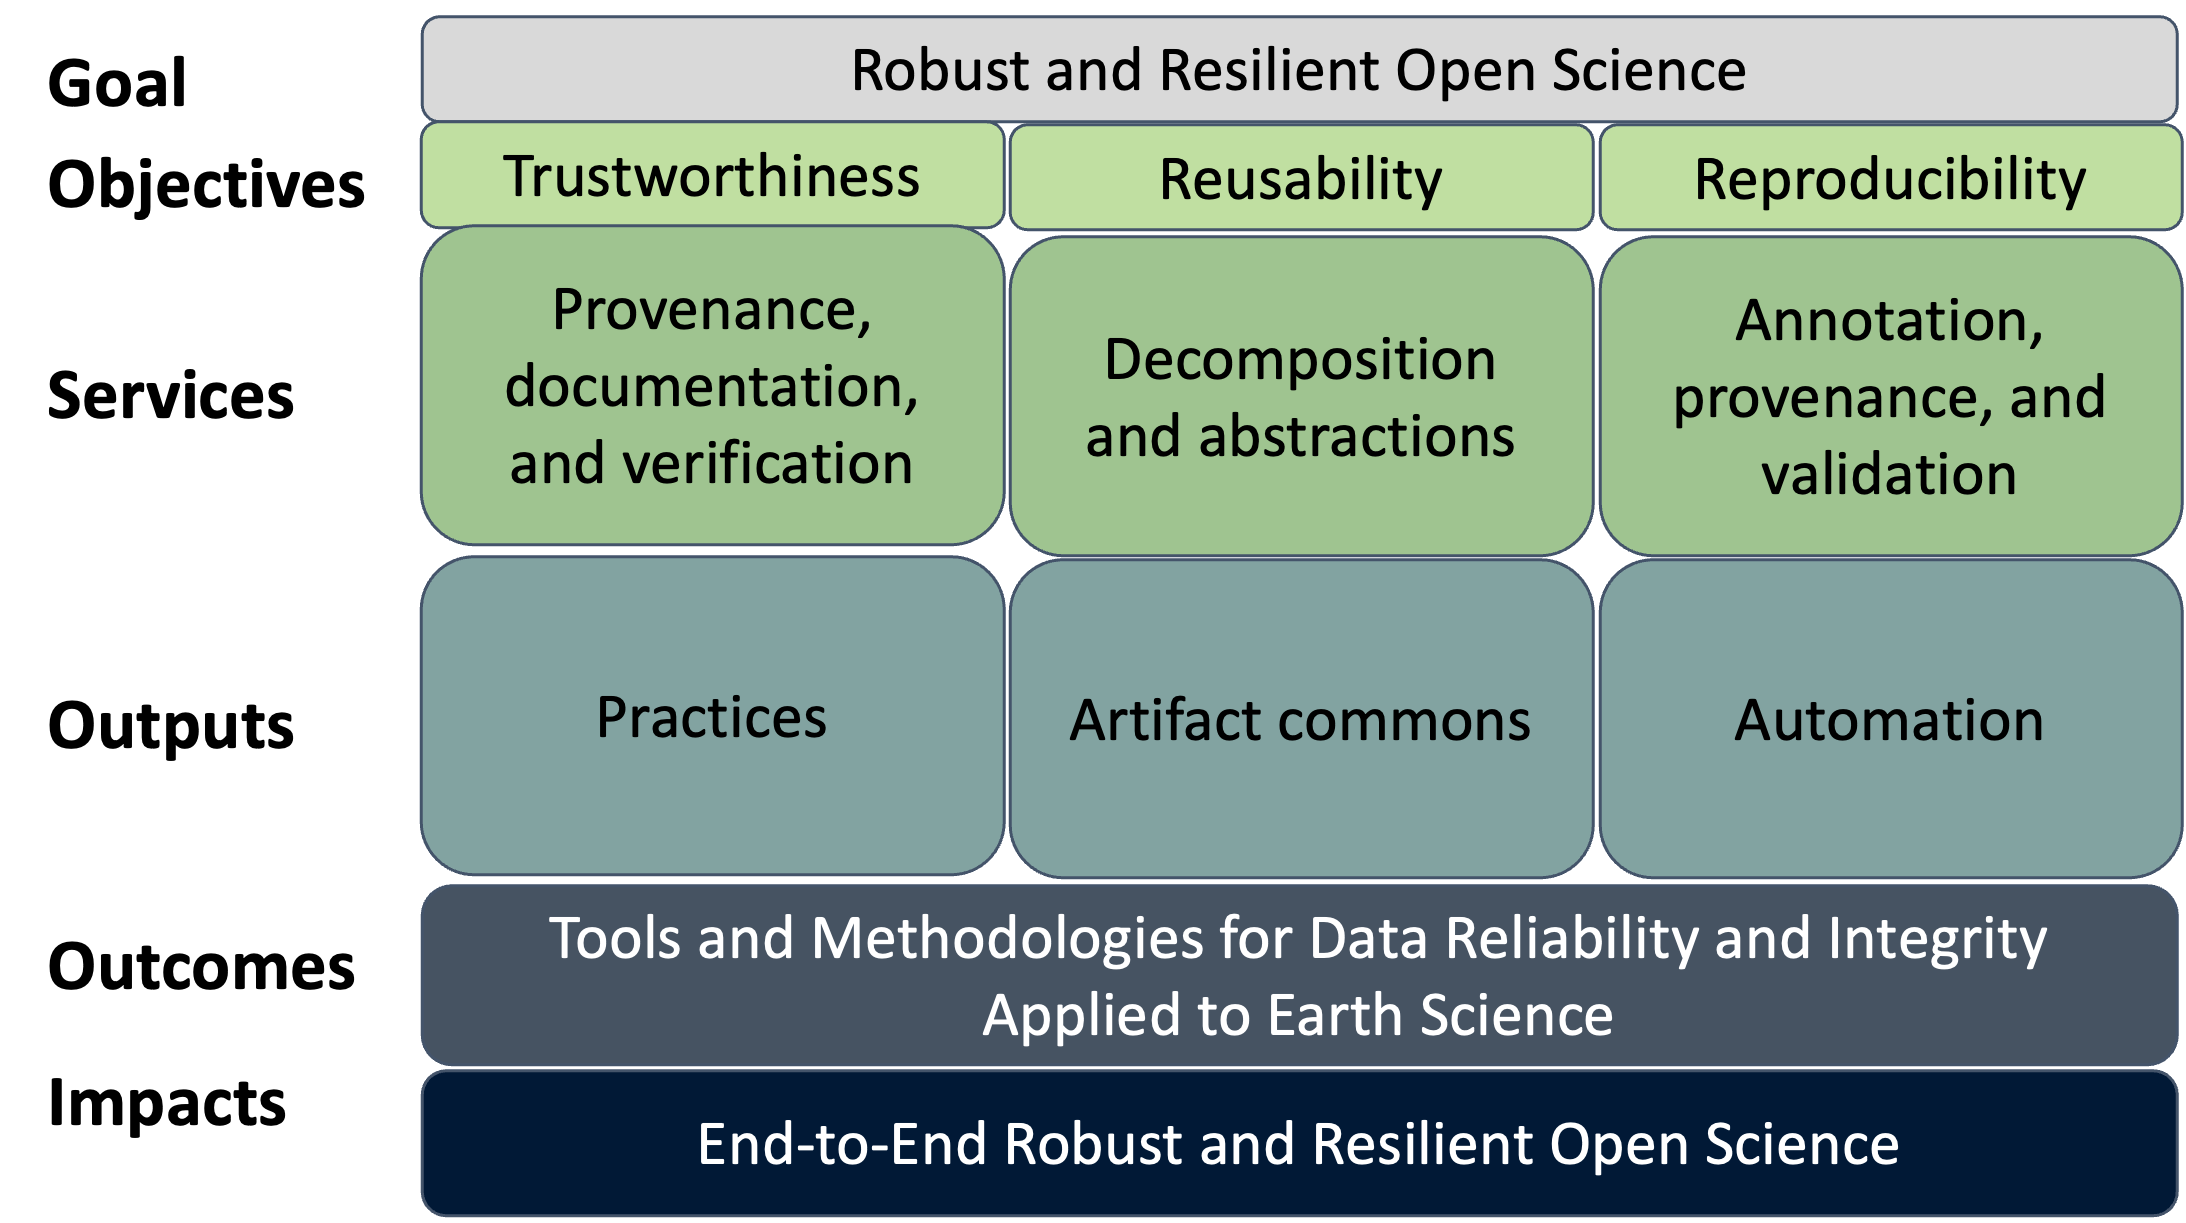 Goal
Robust and Resilient Open Science
Objectives
Trustworthiness
Reusability
Reproducibility
Services
Provenance,
documentation,
and verification
Decomposition
and abstractions
Annotation,
provenance, and
validation
Outputs
Practices
Artifact commons
Automation
Outcomes
Tools and Methodologies for Data Reliability and Integrity
Applied to Earth Science
Impacts
End-to-End Robust and Resilient Open Science